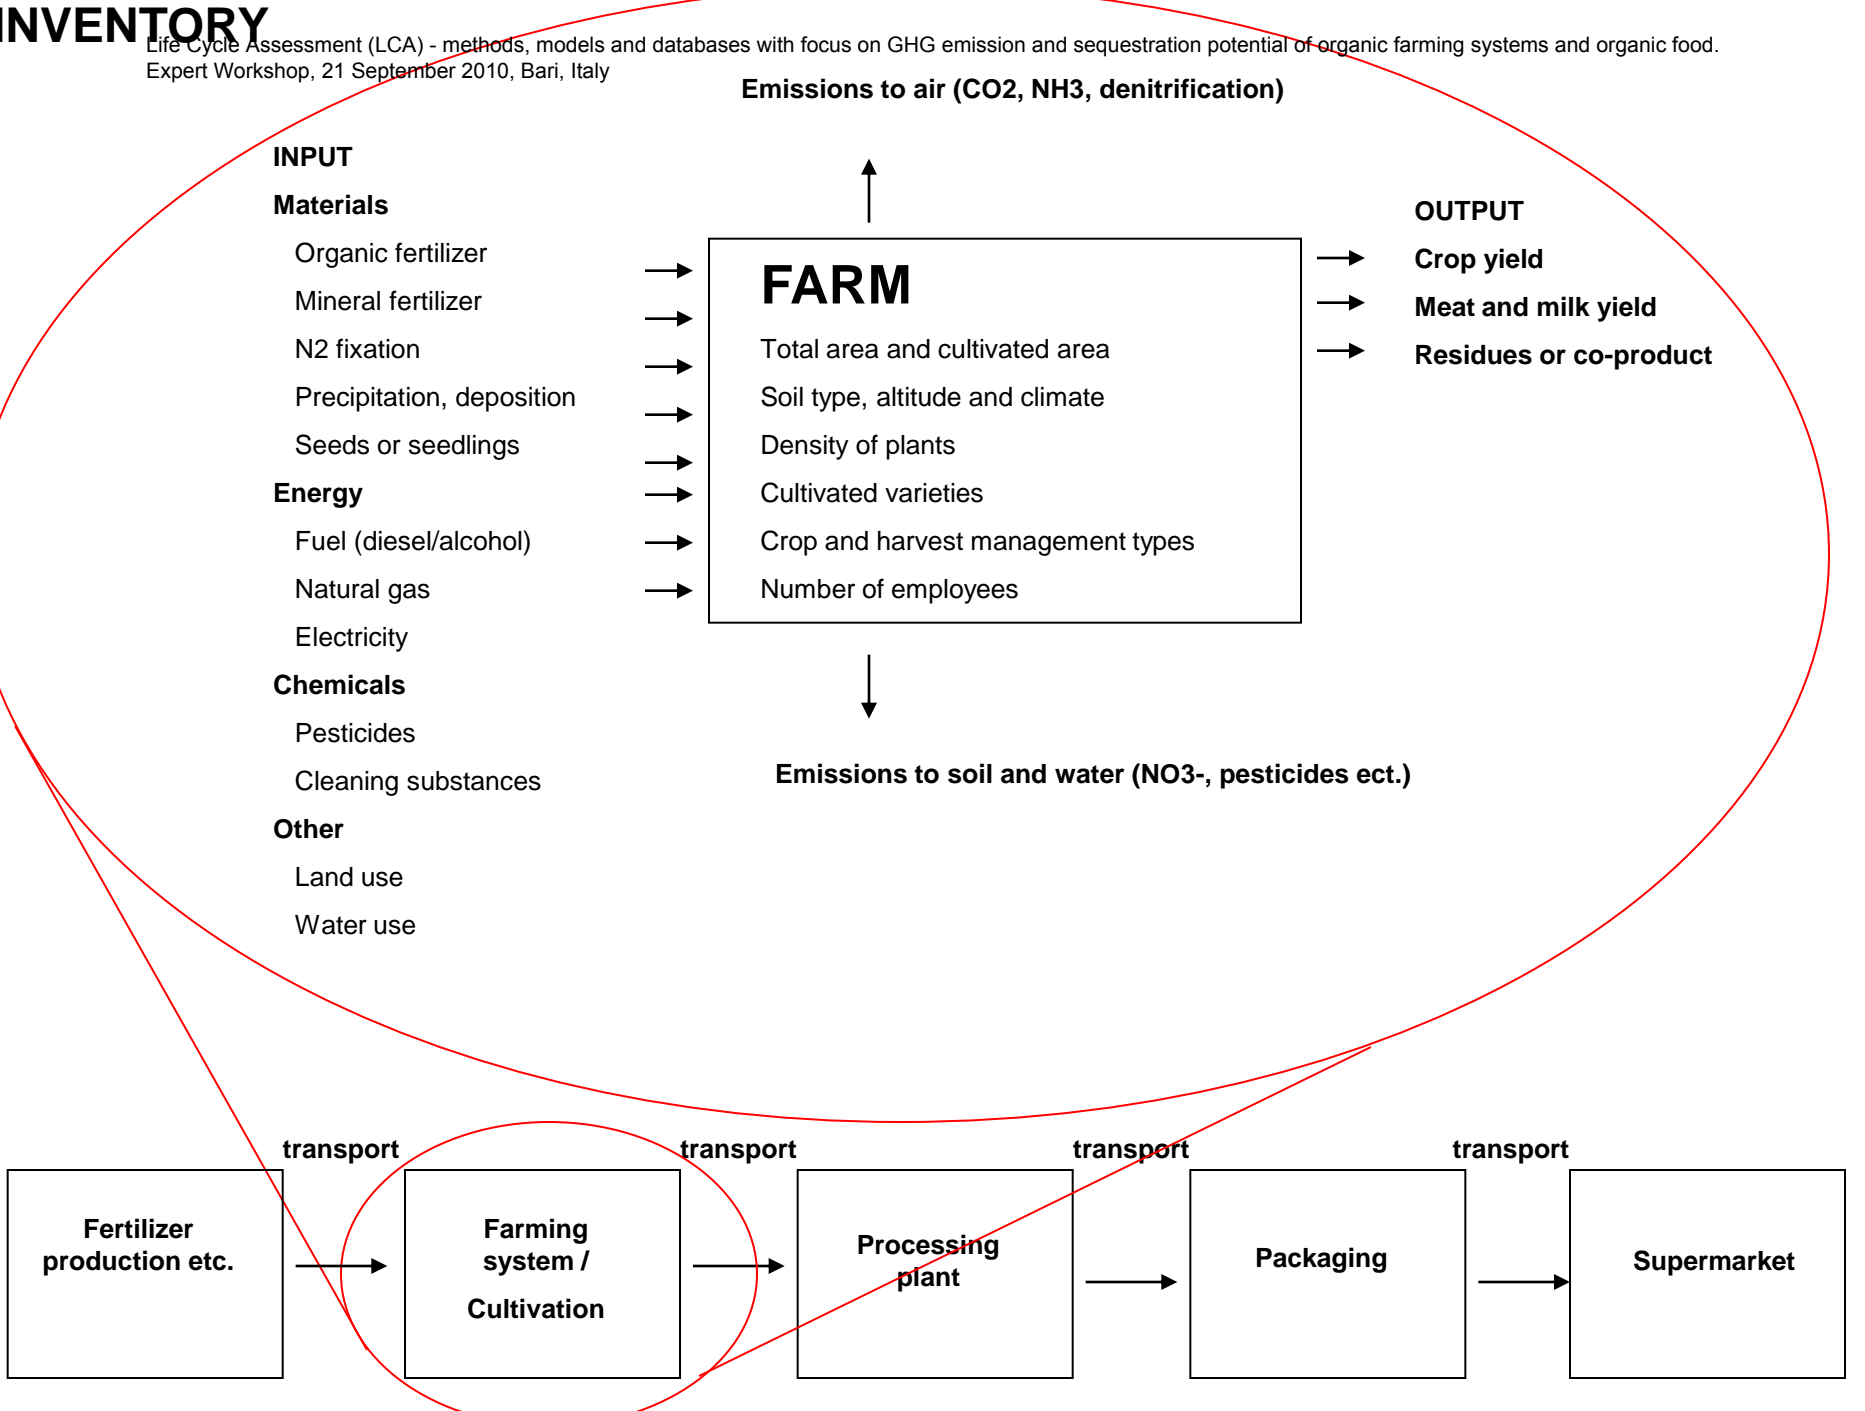 INVENTORY
Life Cycle Assessment (LCA) - methods, models and databases with focus on GHG emission and sequestration potential of organic farming systems and organic food.
Expert Workshop, 21 September 2010, Bari, Italy
Emissions to air (CO2, NH3, denitrification)
INPUT
Materials
Organic fertilizer
Mineral fertilizer
N2 fixation
Precipitation, deposition
Seeds or seedlings
Energy
Fuel (diesel/alcohol)
Natural gas
Electricity
Chemicals
Pesticides
Cleaning substances
Other
Land use
Water use
FARM
Total area and cultivated area
Soil type, altitude and climate
Density of plants
Cultivated varieties
Crop and harvest management types
Number of employees
OUTPUT
Crop yield
Meat and milk yield
Residues or co-product
Emissions to soil and water (NO3-, pesticides ect.)
transport
transport
transport
transport
Fertilizer
production etc.
Farming
system /
Cultivation
Processing
plant
Packaging
Supermarket